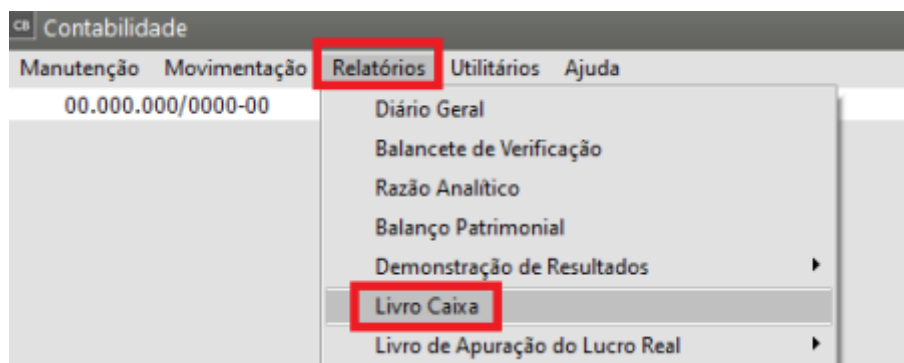 CB Contabilidade
Manutenção Movimentação Relatórios Utilitários Ajuda
00.000.000/0000-00
Diário Geral
Balancete de Verificação
Razão Analítico
Balanço Patrimonial
Demonstração de Resultados
Livro Caixa
Livro de Apuração do Lucro Real